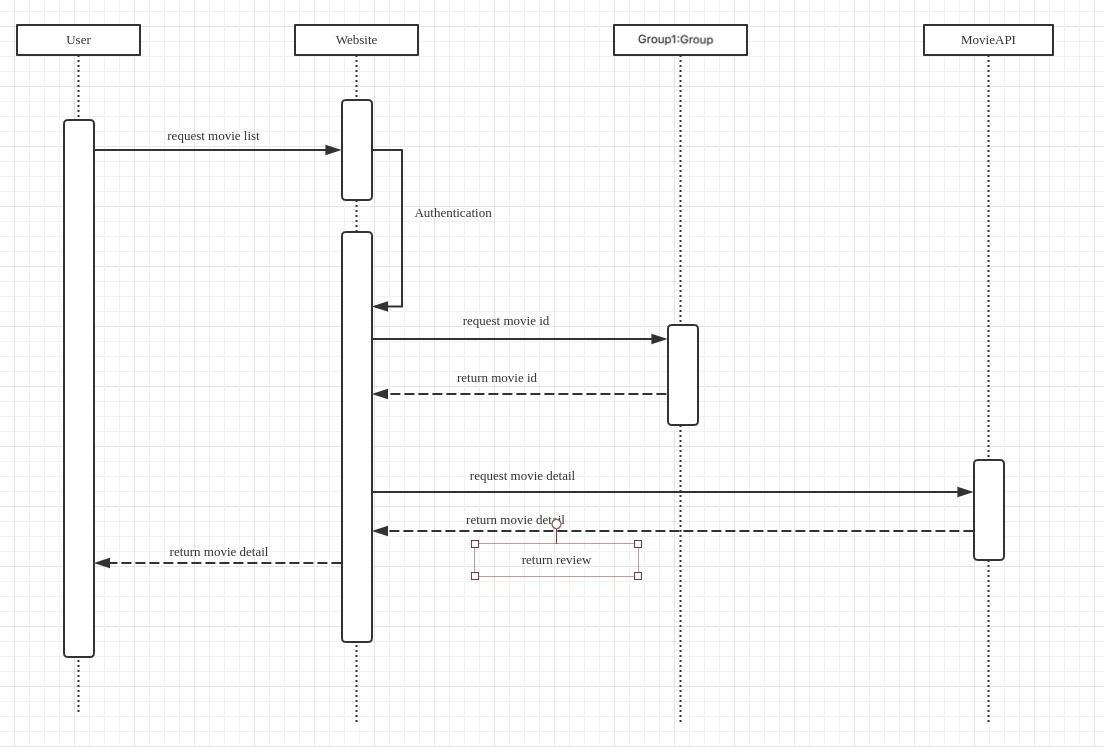 User
Website
Group1:Group
MovieAPI
request movie list
Authentication
request movie id
return movie id
request movie detail
return movie detail
return movie detail
return review